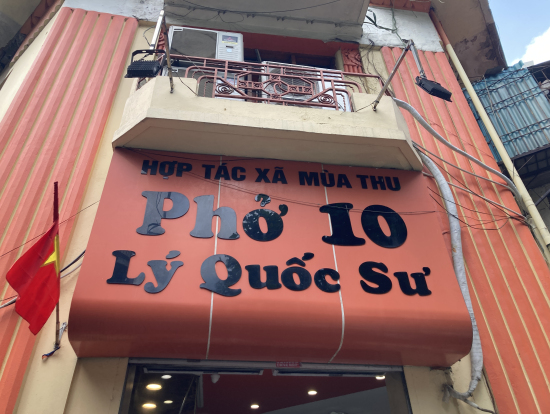 HỢP TÁC XÃ MÙA THU
Phở 10
Lý Quốc Sư